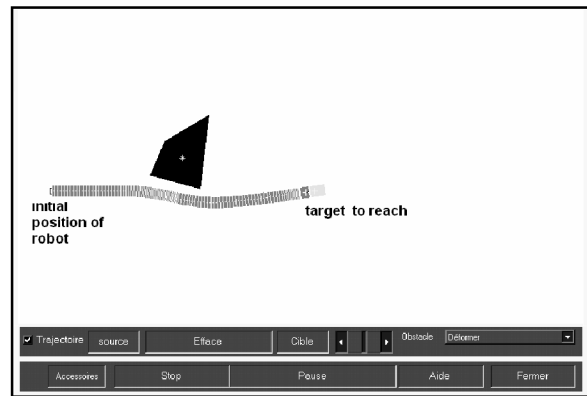 initial
position of
robot
target to reach
Trajectoire source Efface Cible Obstacle Déformer
Accessoires Stop Pause Aide Fermer